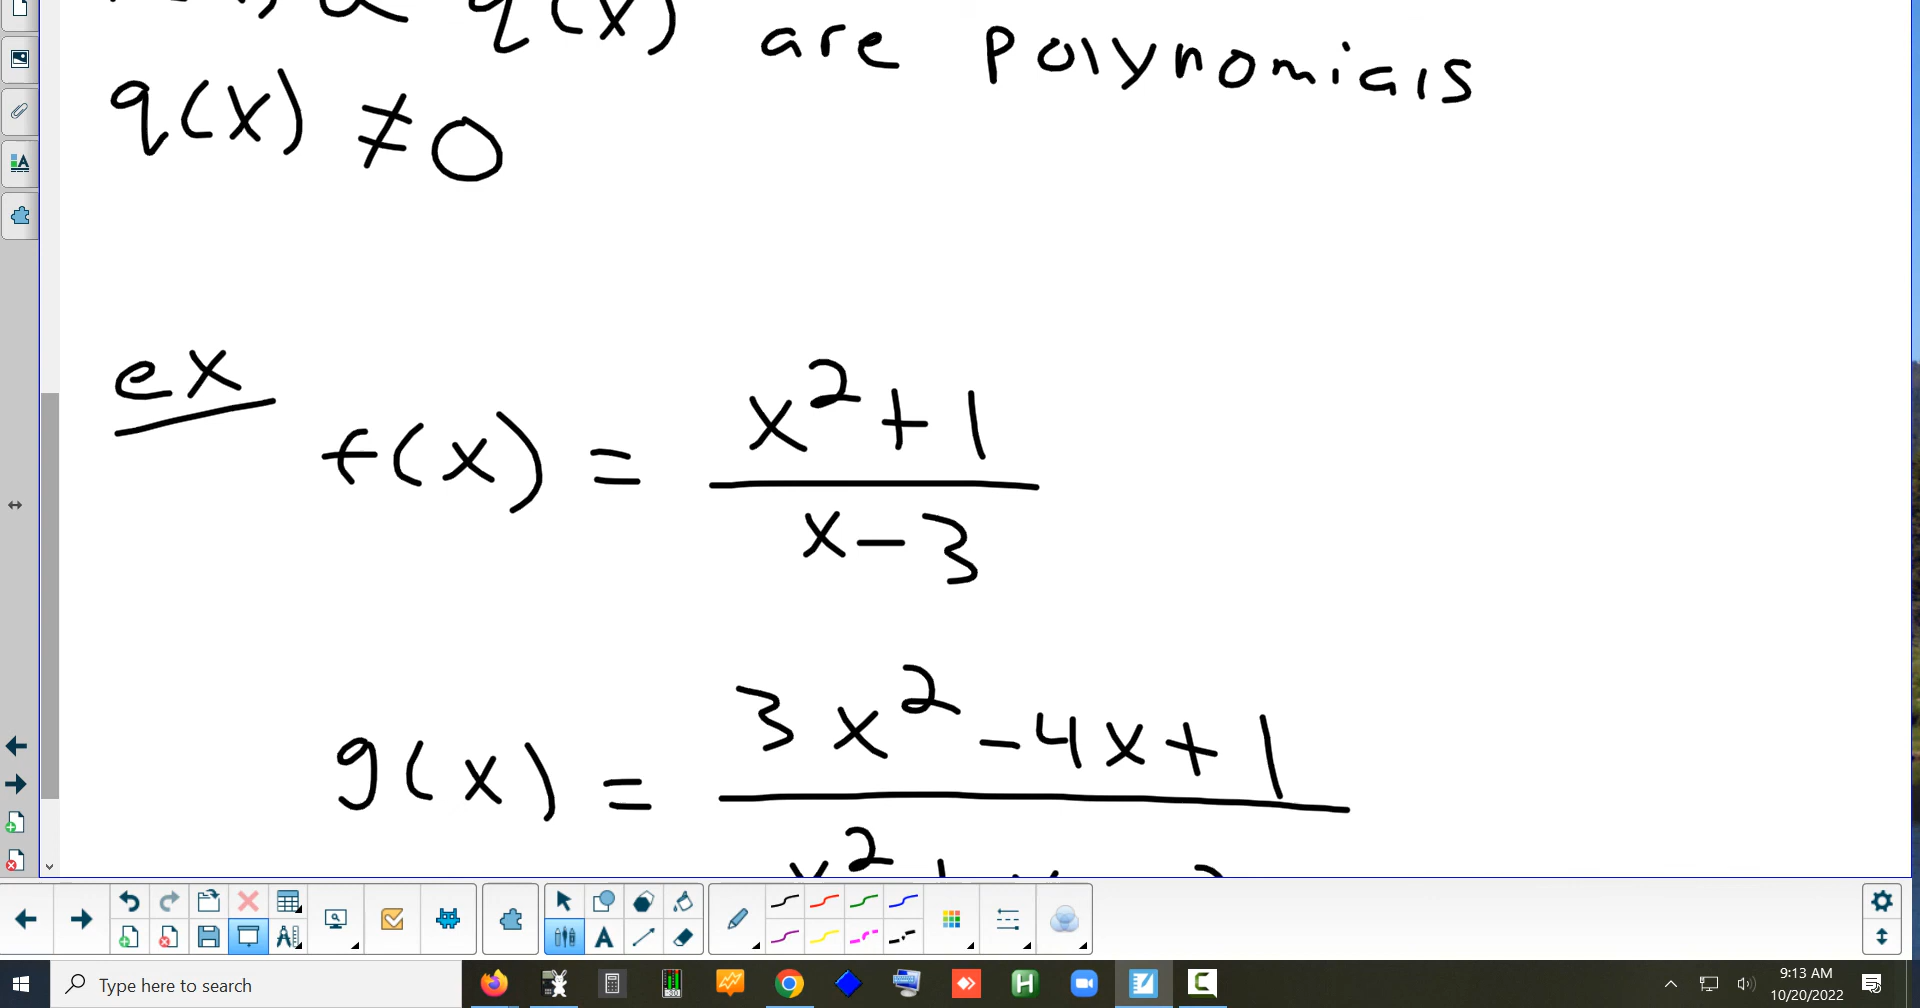 q(x) are polynomials
q(x) ≠ 0
ex
f(x) = x² + 1
x - 3
g(x) = 3x² - 4x + 1
Type here to search
9:13 AM
10/20/2022